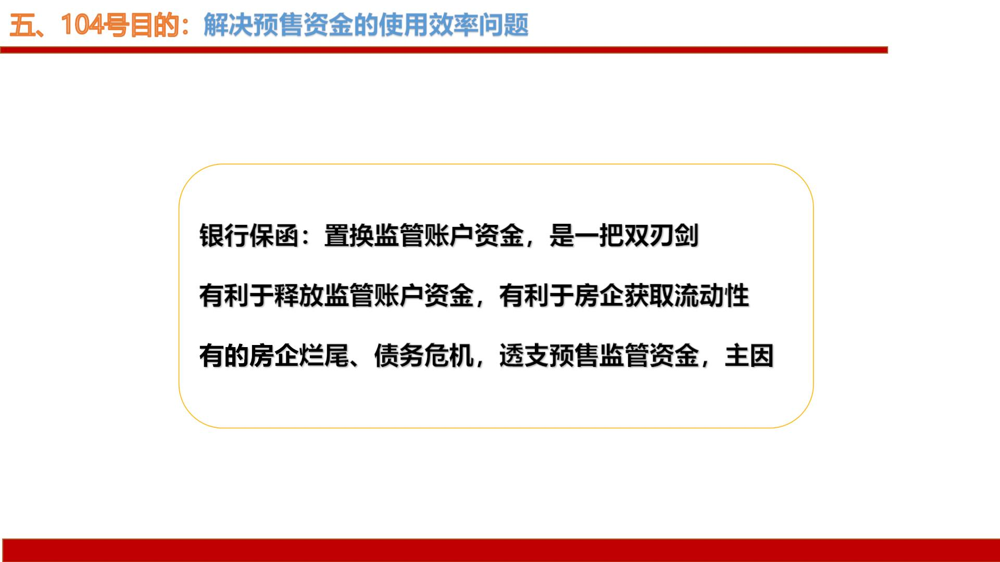 五、104号目的：解决预售资金的使用效率问题
银行保函：置换监管账户资金，是一把双刃剑
有利于释放监管账户资金，有利于房企获取流动性
有的房企烂尾、债务危机，透支预售监管资金，主因